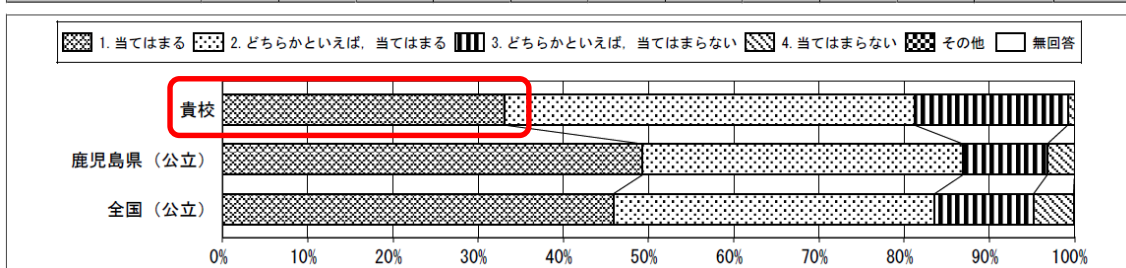 1. 当てはまる 2. どちらかといえば，当てはまる 3. どちらかといえば，当てはまらない 4. 当てはまらない その他 無回答
貴校
鹿児島県（公立）
全国（公立）
0% 10% 20% 30% 40% 50% 60% 70% 80% 90% 100%